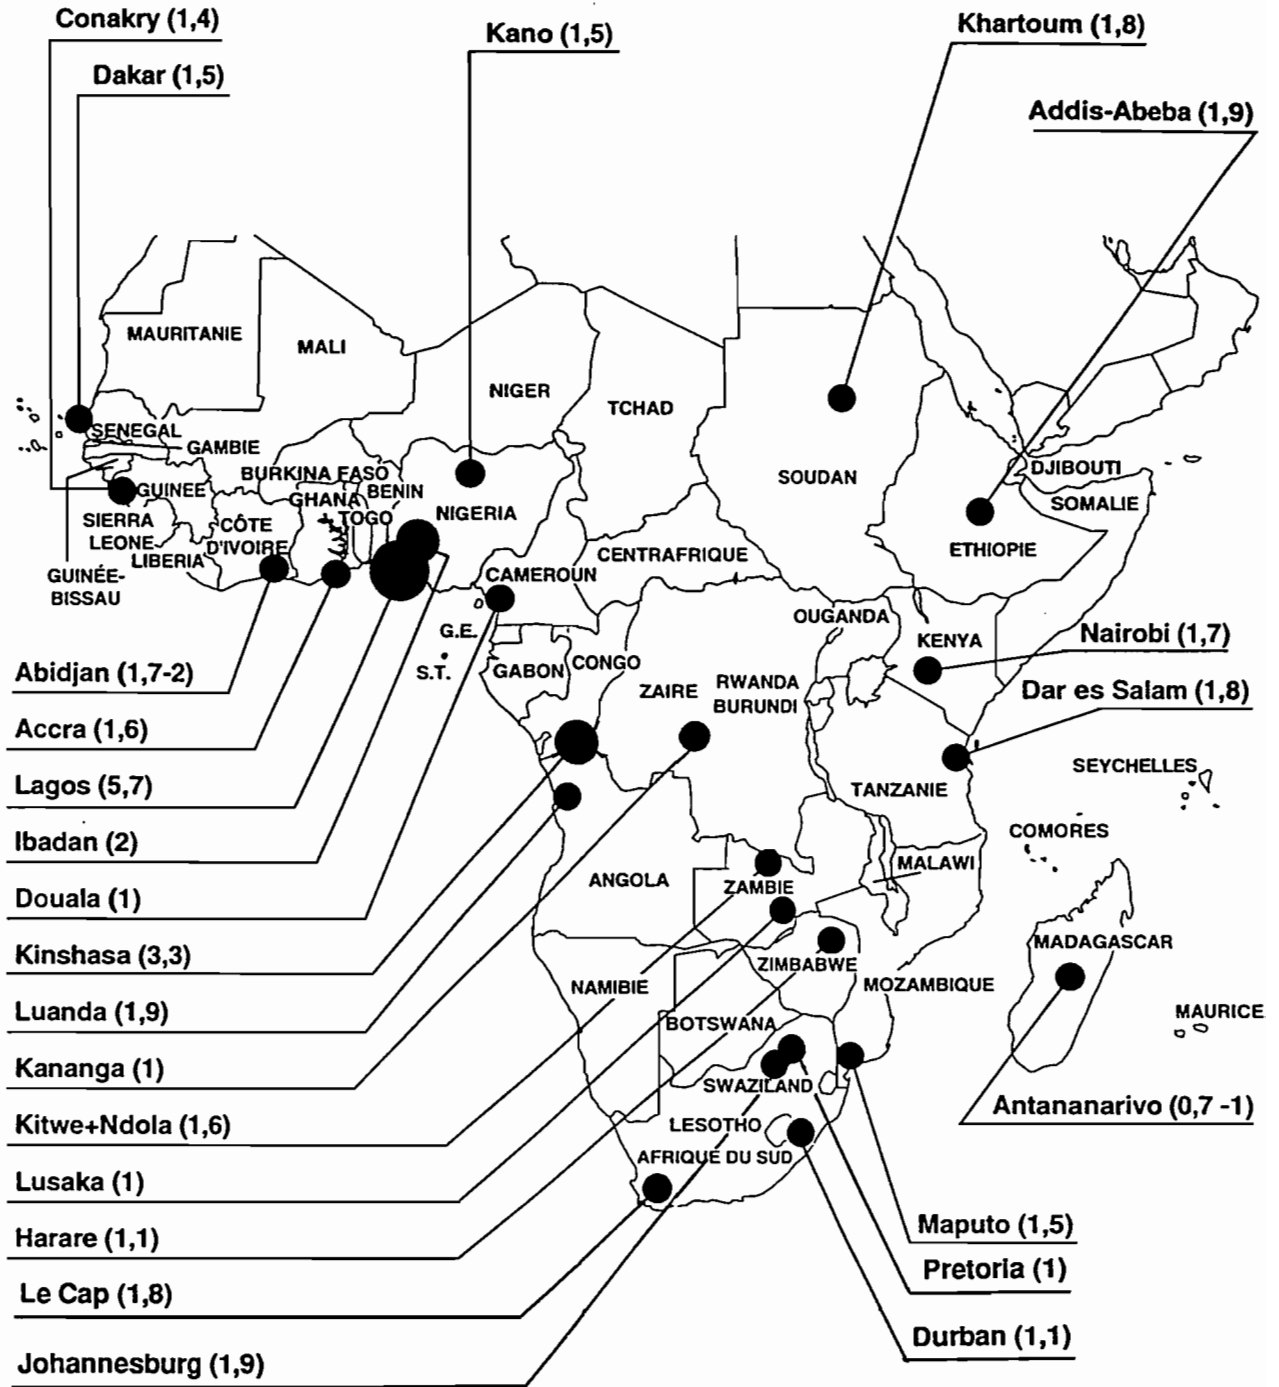 Conakry (1,4)
Kano (1,5)
Khartoum (1,8)
Dakar (1,5)
Addis-Abeba (1,9)
MAURITANIE
MALI
NIGER
TCHAD
SENEGAL
GAMBIE
BURKINA FASO
SOUDAN
DJIBOUTI
GUINEE
GHANA
BENIN
SOMALIE
SIERRA
LEONE
CÔTE
D'IVOIRE
TOGO
NIGERIA
LIBERIA
ETHIOPIE
CENTRAFRIQUE
GUINÉE-
BISSAU
CAMEROUN
OUGANDA
G.E.
KENYA
Nairobi (1,7)
Abidjan (1,7-2)
S.T.
GABON
CONGO
ZAIRE
RWANDA
BURUNDI
Dar es Salam (1,8)
Accra (1,6)
SEYCHELLES
Lagos (5,7)
TANZANIE
Ibadan (2)
COMORES
MALAWI
Douala (1)
ANGOLA
ZAMBIE
MADAGASCAR
Kinshasa (3,3)
ZIMBABWE
NAMIBIE
MOZAMBIQUE
Luanda (1,9)
BOTSWANA
MAURICE
Kananga (1)
SWAZILAND
Antananarivo (0,7 -1)
Kitwe+Ndola (1,6)
LESOTHO
AFRIQUE DU SUD
Lusaka (1)
Harare (1,1)
Maputo (1,5)
Pretoria (1)
Le Cap (1,8)
Durban (1,1)
Johannesburg (1,9)